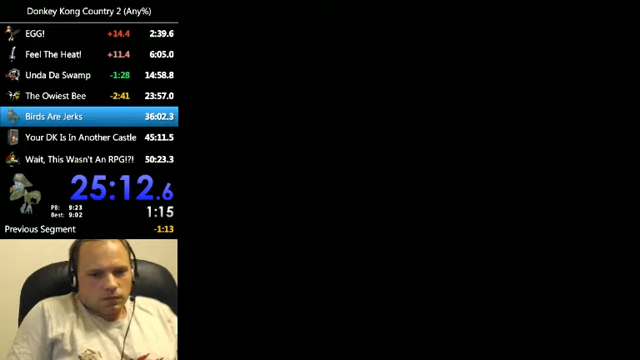 Donkey Kong Country 2 (Any%)
EGG! +14.4 2:39.6
Feel The Heat! +11.4 6:05.0
Unda Da Swamp -1:28 14:58.8
The Owiest Bee -2:41 23:57.0
Birds Are Jerks 36:02.3
Your DK Is In Another Castle 45:11.5
Wait, This Wasn't An RPG!?! 50:23.3
25:12.6
PB: 9:23
Best: 9:02
1:15
Previous Segment -1:13